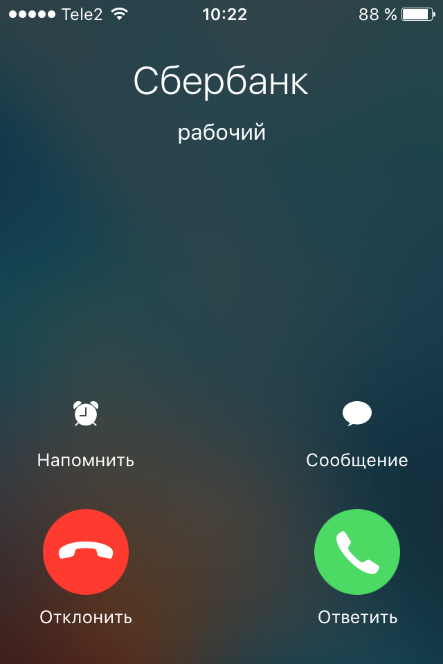 Tele2 10:22 88 %
Сбербанк
рабочий
Напомнить Сообщение
Отклонить Ответить